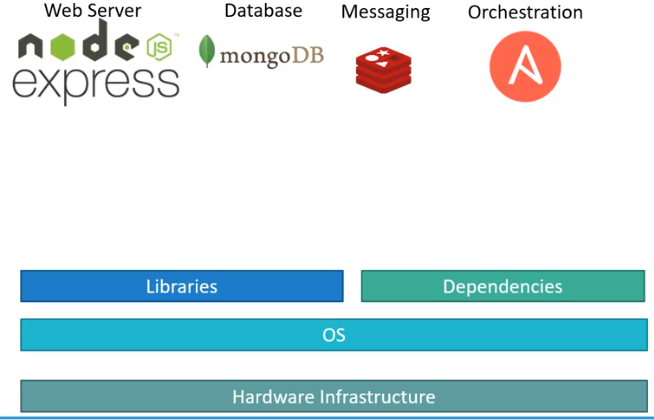 Web Server
Database
Messaging
Orchestration
node JS
express
mongoDB
A
Libraries
Dependencies
OS
Hardware Infrastructure